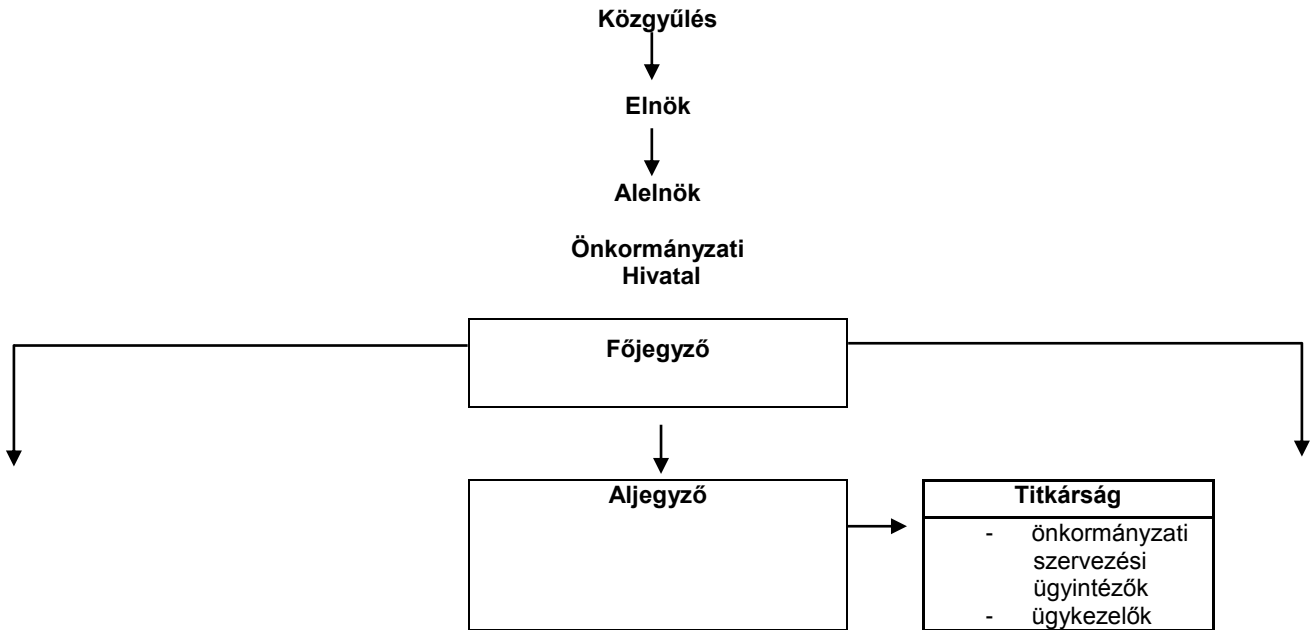 Közgyűlés
Elnök
Alelnök
Önkormányzati
Hivatal
Főjegyző
Aljegyző
Titkárság
- önkormányzati
szervezési
ügyintézők
- ügykezelők